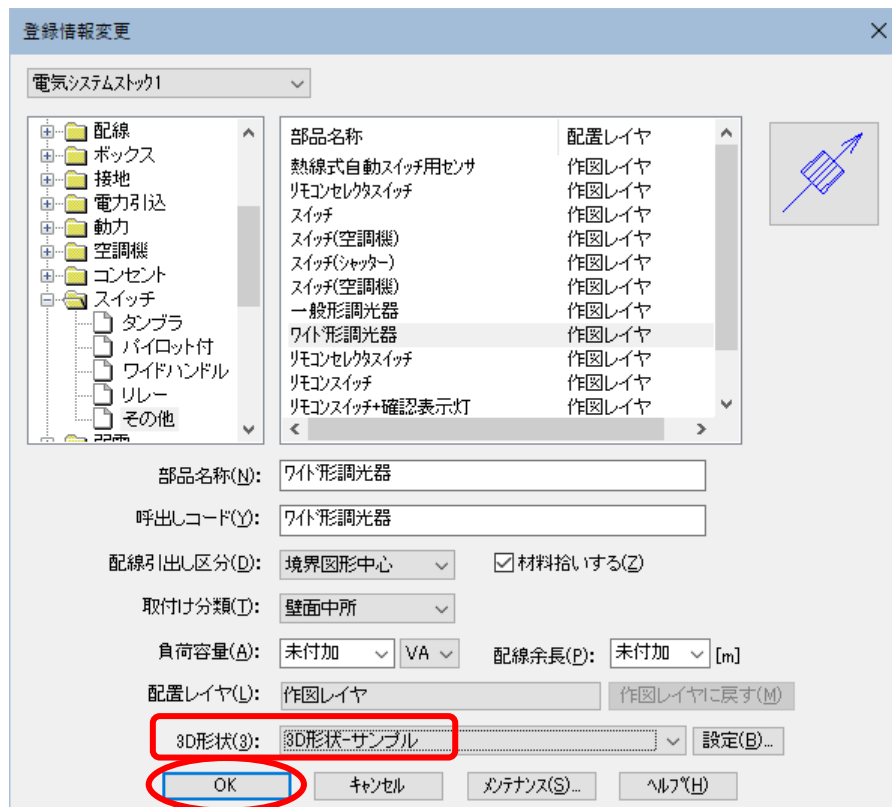 登録情報変更
電気システムストック1
配線
ボックス
接地
電力引込
動力
空調機
コンセント
スイッチ
タンブラ
パイロット付
ワイドハンドル
リレー
その他
弱電
部品名称 配置レイヤ
熱線式自動スイッチ用センサ 作図レイヤ
リモコンセレクタスイッチ 作図レイヤ
スイッチ 作図レイヤ
スイッチ(空調機) 作図レイヤ
スイッチ(シャッター) 作図レイヤ
スイッチ(空調機) 作図レイヤ
一般形調光器 作図レイヤ
ワイド形調光器 作図レイヤ
リモコンセレクタスイッチ 作図レイヤ
リモコンスイッチ 作図レイヤ
リモコンスイッチ+確認表示灯 作図レイヤ
部品名称(N): ワイド形調光器
呼出しコード(Y): ワイド形調光器
配線引出し区分(D): 境界図形中心 材料拾いする(Z)
取付け分類(T): 壁面中所
負荷容量(A): 未付加 VA 配線余長(P): 未付加 [m]
配置レイヤ(L): 作図レイヤ 作図レイヤに戻す(M)
3D形状(3): 3D形状-サンプル 設定(B)...
OK キャンセル メンテナンス(S)... ヘルプ(H)